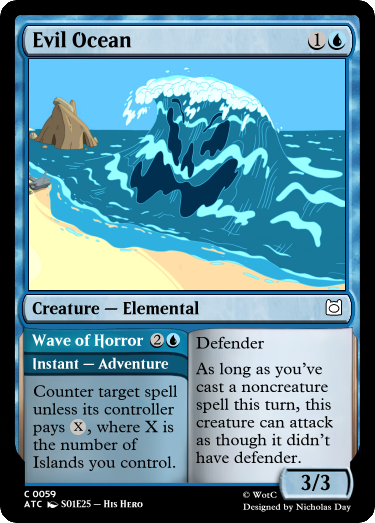 Evil Ocean 1
Creature — Elemental
Wave of Horror 2
Instant — Adventure
Counter target spell
unless its controller
pays X, where X is
the number of
Islands you control.
Defender
As long as you've
cast a noncreature
spell this turn, this
creature can attack
as though it didn't
have defender.
3/3
C 0059
ATC S01E25 – His Hero
© WotC
Designed by Nicholas Day